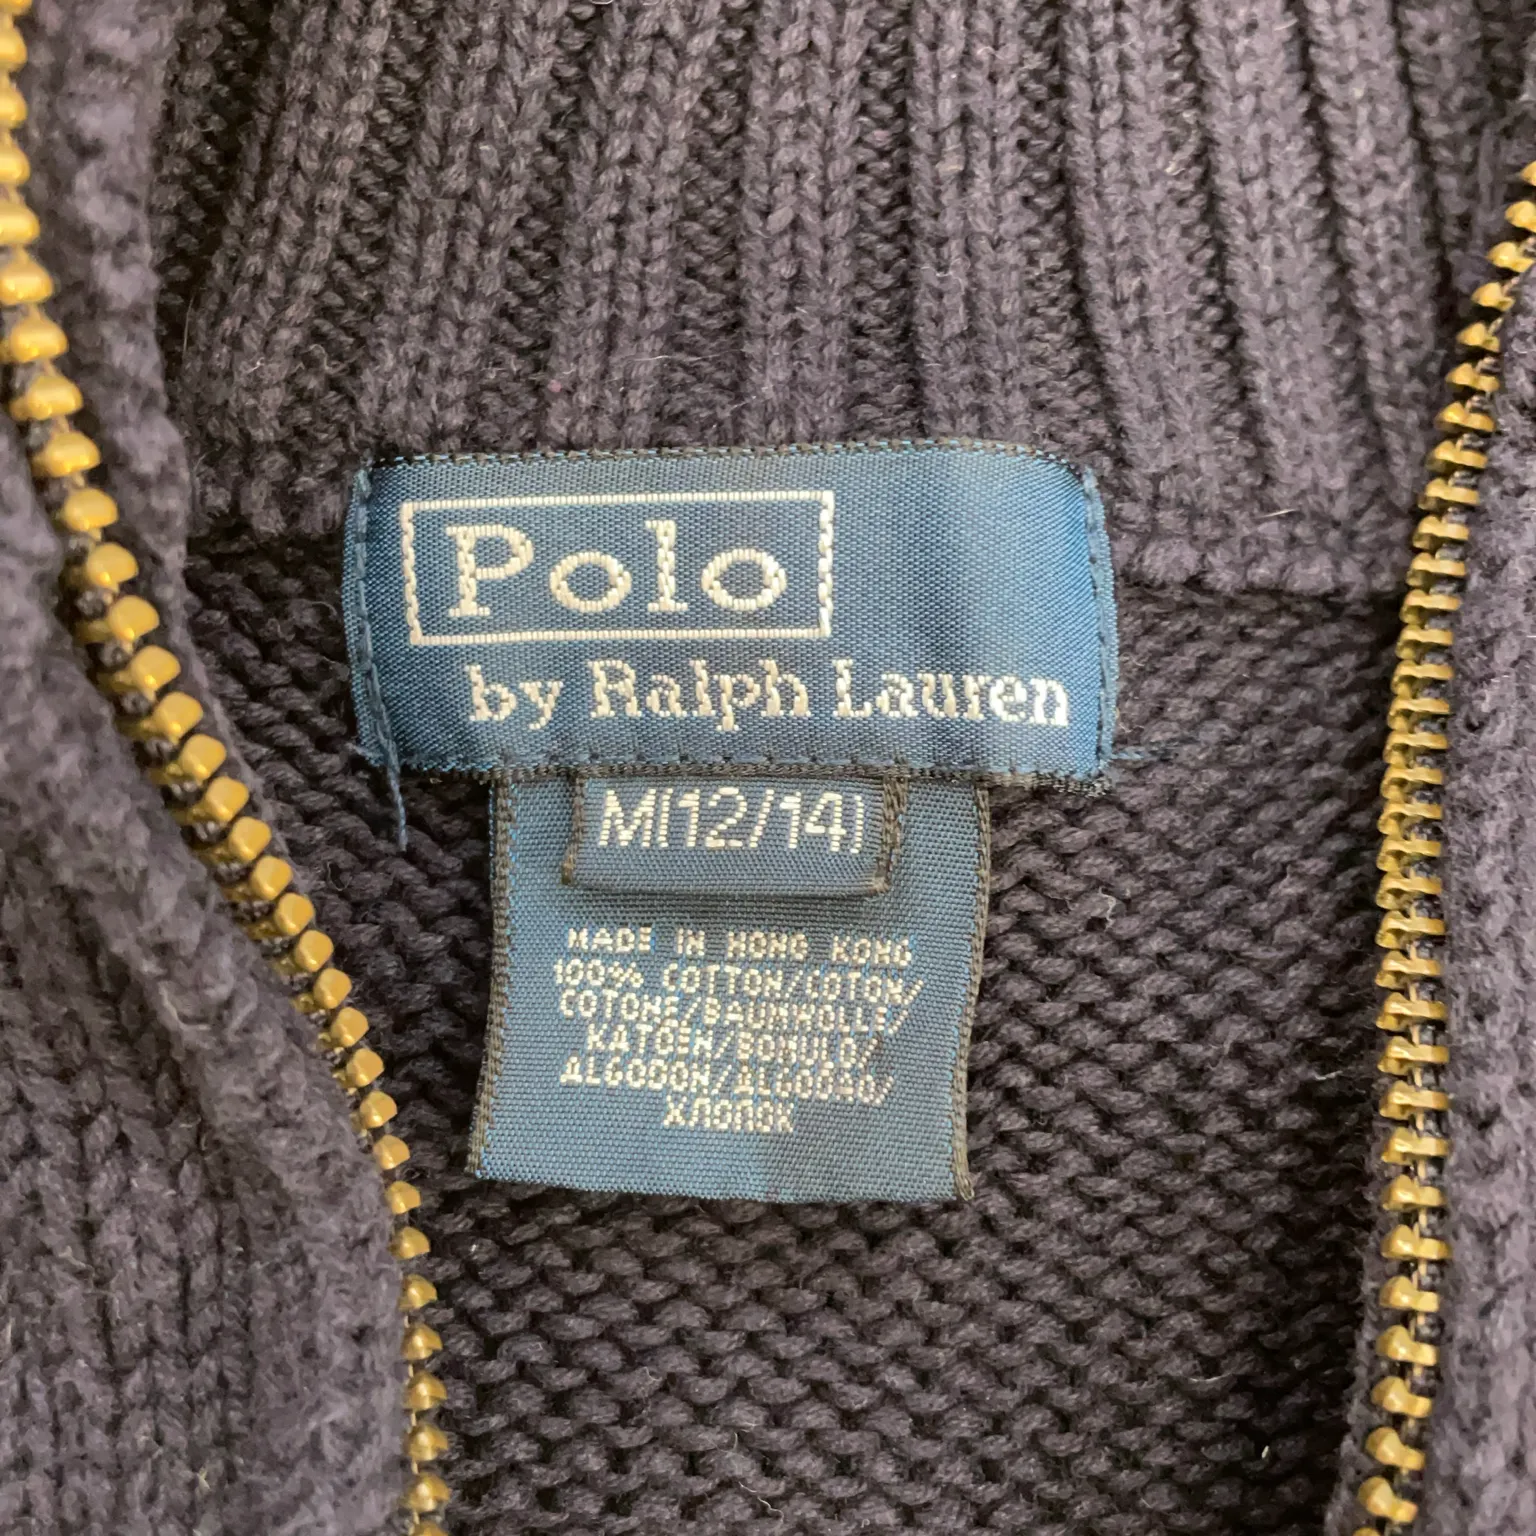 Polo
by Ralph Lauren
M(12/14)
MADE IN HONG KONG
100% COTTON/COTON/
COTONE/BAUMWOLLE/
KATOEN/BOMULD/
ALGODON/ALGODAO/
ХЛОПОК